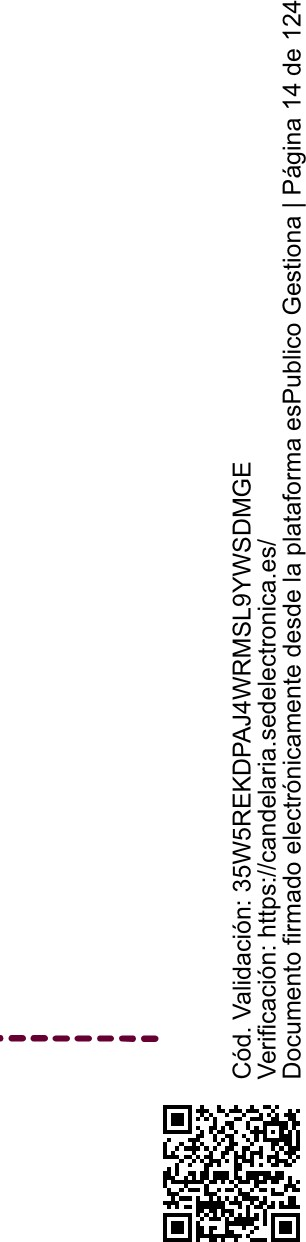 Cód. Validación: 35W5REKDPAJ4WRMSL9YWSDMGE
Verificación: https://candelaria.sedelectronica.es/
Documento firmado electrónicamente desde la plataforma esPublico Gestiona | Página 14 de 124